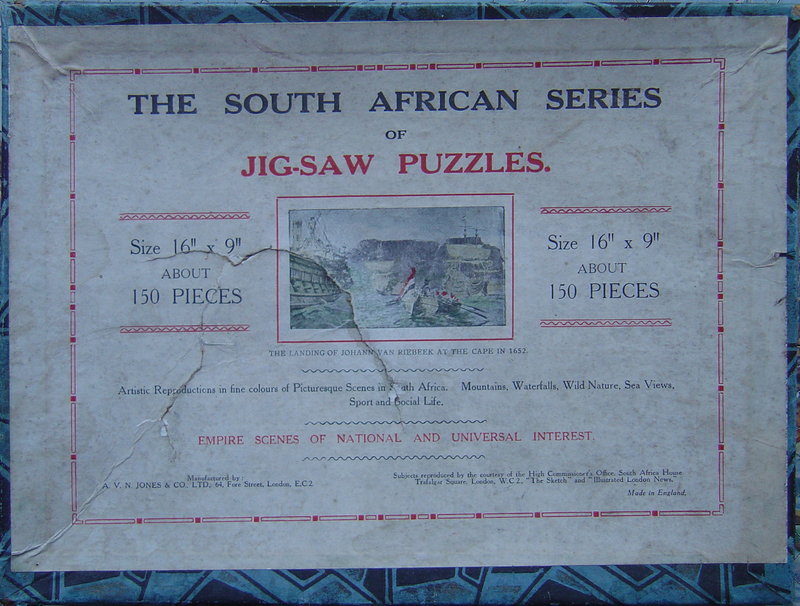 THE SOUTH AFRICAN SERIES
OF
JIG-SAW PUZZLES.
Size 16" x 9"
ABOUT
150 PIECES
Size 16" x 9"
ABOUT
150 PIECES
THE LANDING OF JOHANN VAN RIEBEEK AT THE CAPE IN 1652.
Artistic Reproductions in fine colours of Picturesque Scenes in South Africa. Mountains, Waterfalls, Wild Nature, Sea Views,
Sport and Social Life.
EMPIRE SCENES OF NATIONAL AND UNIVERSAL INTEREST.
Manufactured by:
A. V. N. JONES & CO., LTD., 64, Fore Street, London, E.C.2
Subjects reproduced by the courtesy of the High Commissioner's Office, South Africa House
Trafalgar Square, London, W.C.2, "The Sketch" and "Illustrated London News."
Made in England.